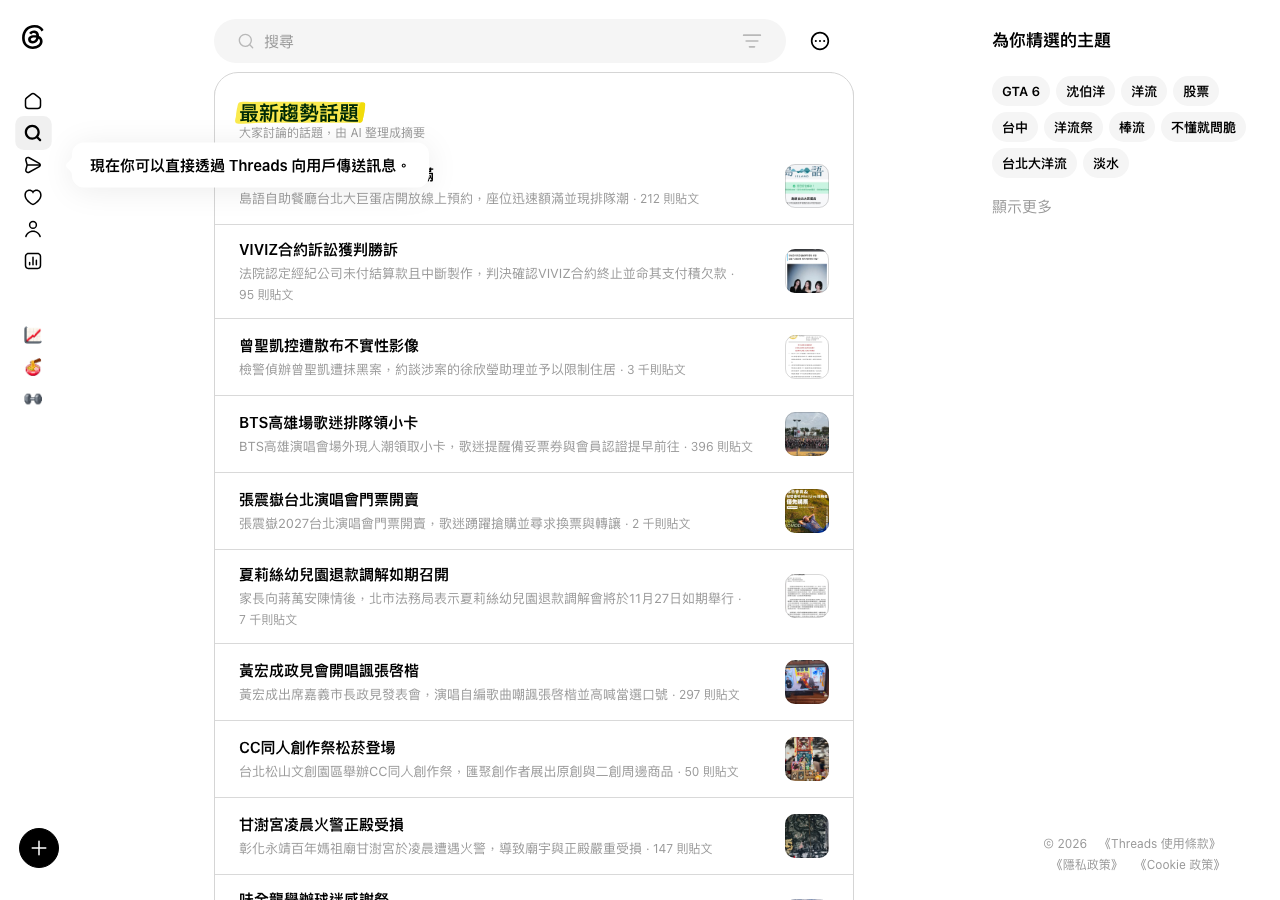 搜尋
最新趨勢話題
大家討論的話題，由 AI 整理成摘要
現在你可以直接透過 Threads 向用戶傳送訊息。
島語自助餐廳台北大巨蛋店開放線上預約，座位迅速額滿並現排隊潮 · 212 則貼文
VIVIZ合約訴訟獲判勝訴
法院認定經紀公司未付結算款且中斷製作，判決確認VIVIZ合約終止並命其支付積欠款 ·
95 則貼文
曾聖凱控遭散布不實性影像
檢警偵辦曾聖凱遭抹黑案，約談涉案的徐欣瑩助理並予以限制住居 · 3 千則貼文
BTS高雄場歌迷排隊領小卡
BTS高雄演唱會場外現人潮領取小卡，歌迷提醒備妥票券與會員認證提早前往 · 396 則貼文
張震嶽台北演唱會門票開賣
張震嶽2027台北演唱會門票開賣，歌迷踴躍搶購並尋求換票與轉讓 · 2 千則貼文
夏莉絲幼兒園退款調解如期召開
家長向蔣萬安陳情後，北市法務局表示夏莉絲幼兒園退款調解會將於11月27日如期舉行 ·
7 千則貼文
黃宏成政見會開唱諷張啓楷
黃宏成出席嘉義市長政見發表會，演唱自編歌曲嘲諷張啓楷並高喊當選口號 · 297 則貼文
CC同人創作祭松菸登場
台北松山文創園區舉辦CC同人創作祭，匯聚創作者展出原創與二創周邊商品 · 50 則貼文
甘澍宮凌晨火警正殿受損
彰化永靖百年媽祖廟甘澍宮於凌晨遭遇火警，導致廟宇與正殿嚴重受損 · 147 則貼文
味全龍舉辦球迷感謝祭
為你精選的主題
GTA 6 沈伯洋 洋流 股票
台中 洋流祭 棒流 不懂就問脆
台北大洋流 淡水
顯示更多
© 2026 《Threads 使用條款》
《隱私政策》 《Cookie 政策》